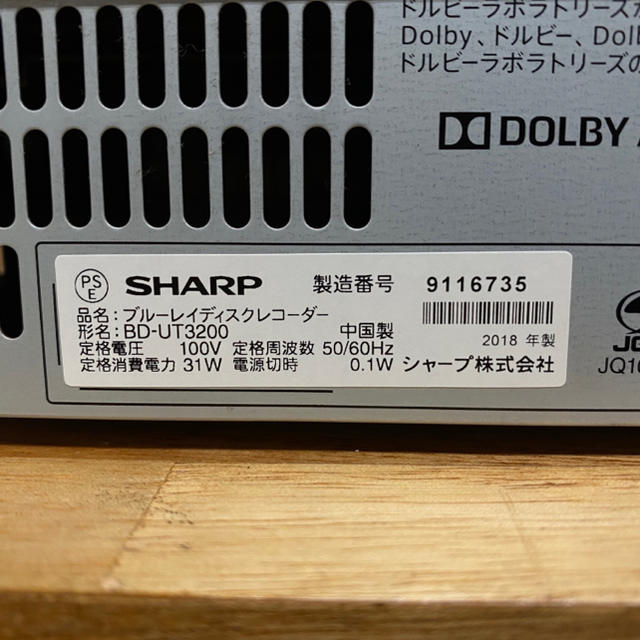 ドルビーラボラトリーズ
Dolby、ドルビー、Dol
ドルビーラボラトリーズの
DOLBY
PS
E
SHARP 製造番号 9116735
品名: ブルーレイディスクレコーダー
形名: BD-UT3200 中国製
2018 年製
定格電圧 100V 定格周波数 50/60Hz
定格消費電力 31W 電源切時 0.1W シャープ株式会社
JQ